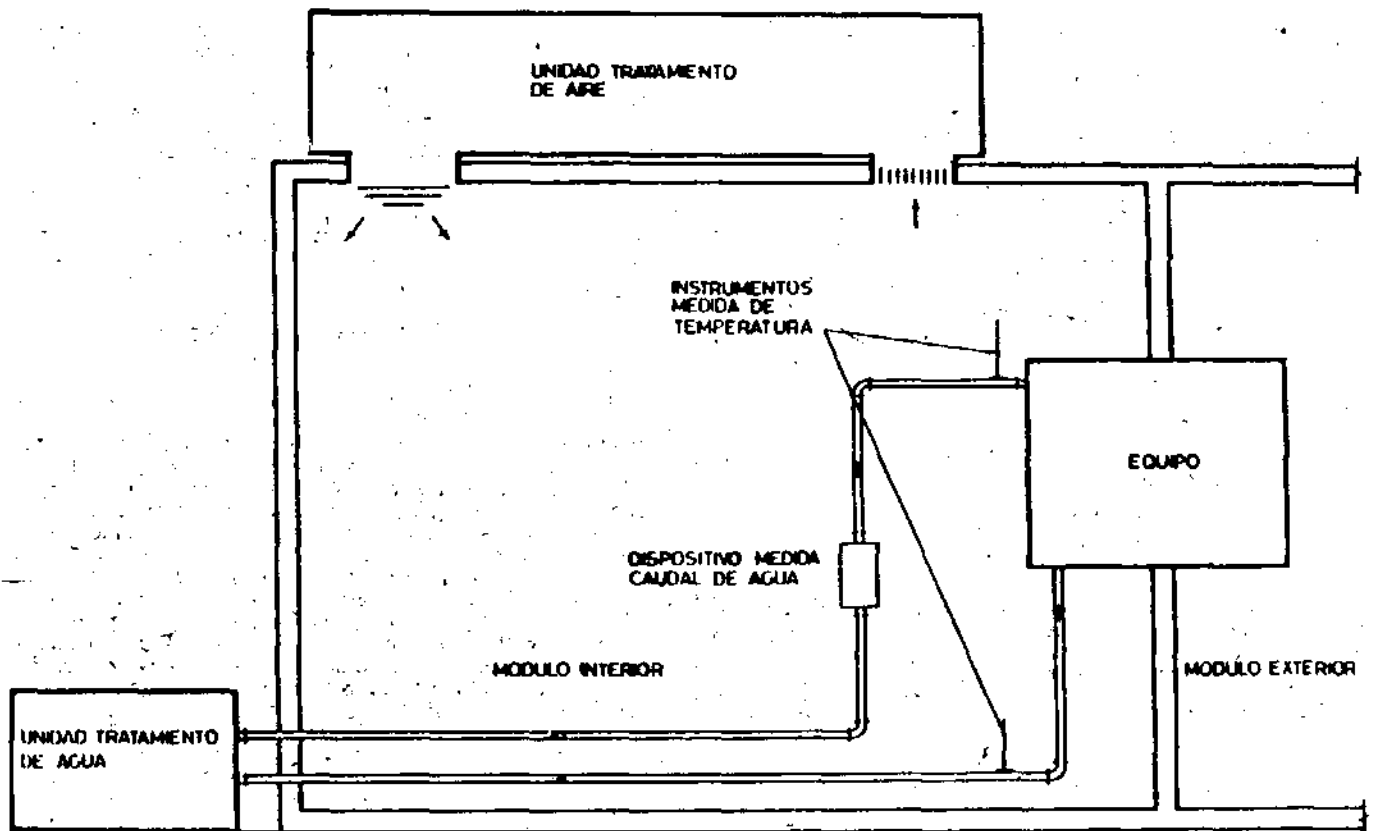 UNIDAD TRATAMIENTO
DE AIRE
INSTRUMENTOS
MEDIDA DE
TEMPERATURA
EQUIPO
DISPOSITIVO MEDIDA
CAUDAL DE AGUA
MODULO INTERIOR
MODULO EXTERIOR
UNIDAD TRATAMIENTO
DE AGUA